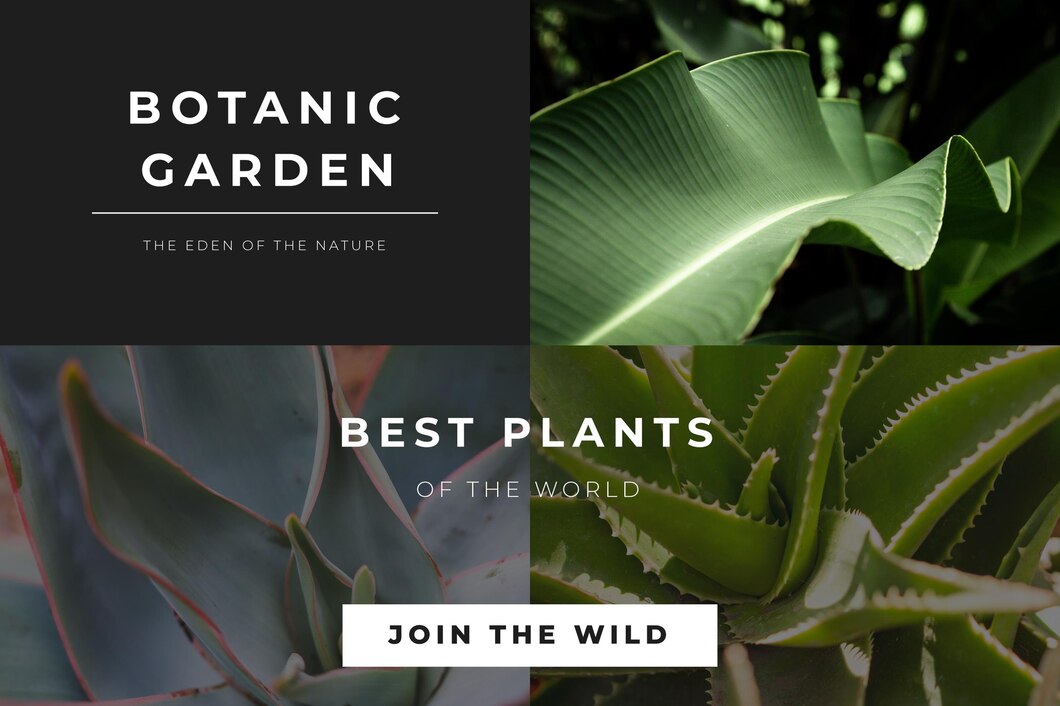 BOTANIC
GARDEN
THE EDEN OF THE NATURE
BEST PLANTS
OF THE WORLD
JOIN THE WILD